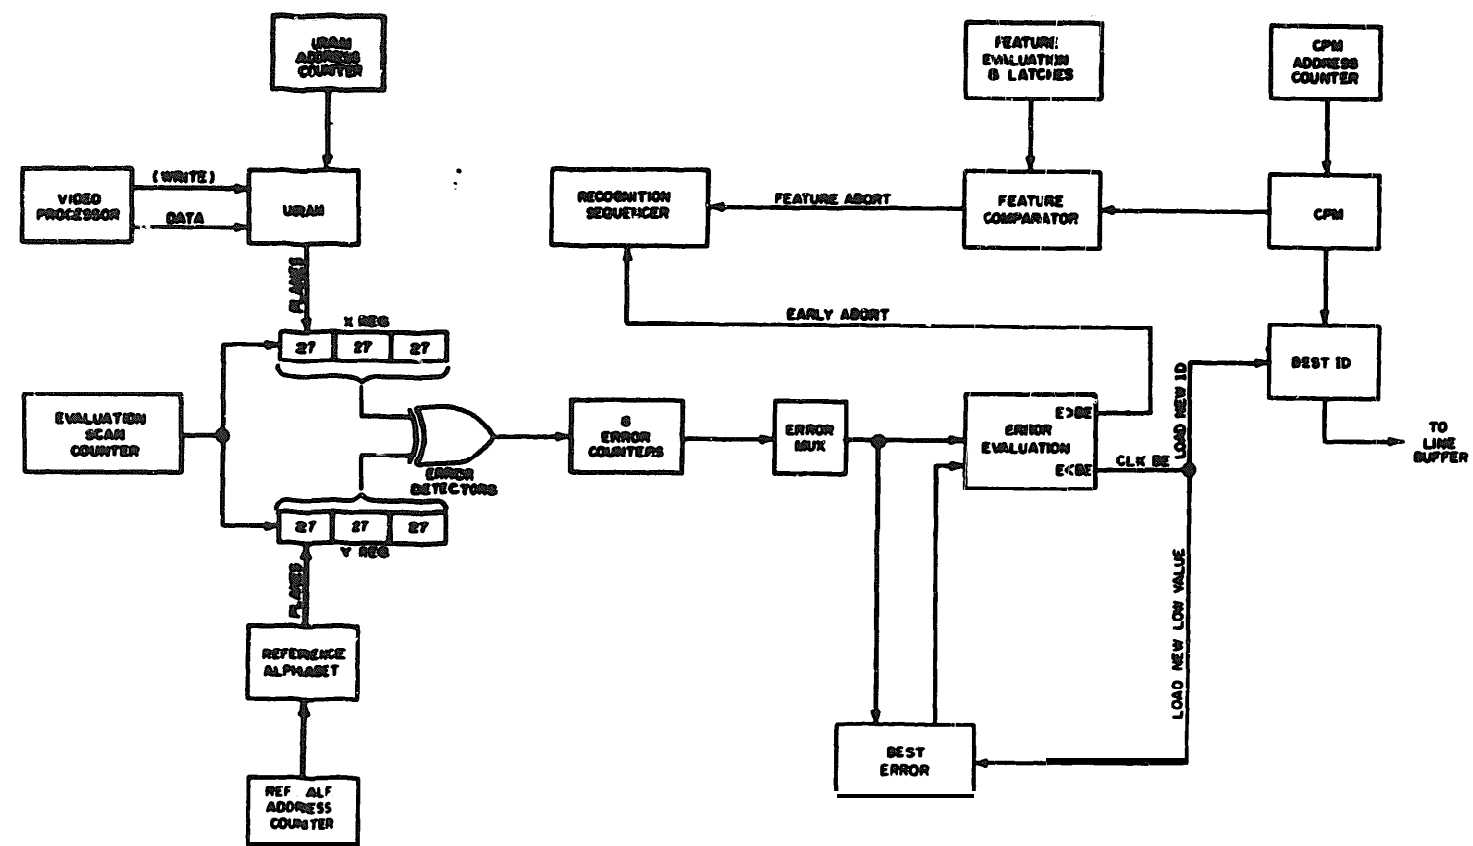 URAM
ADDRESS
COUNTER
FEATURE
EVALUATION
& LATCHES
CPM
ADDRESS
COUNTER
VIDEO
PROCESSOR
(WRITE)
DATA
URAM
RECOGNITION
SEQUENCER
FEATURE ABORT
FEATURE
COMPARATOR
CPM
PLANES
X REG
27 27 27
EARLY ABORT
BEST ID
EVALUATION
SCAN
COUNTER
ERROR
DETECTORS
8
ERROR
COUNTERS
ERROR
MUX
E>BE
ERROR
EVALUATION
E<BE
CLK BE
LOAD NEW ID
TO
LINE
BUFFER
27 27 27
Y REG
PLANES
REFERENCE
ALPHABET
LOAD NEW LOW VALUE
BEST
ERROR
REF ALF
ADDRESS
COUNTER